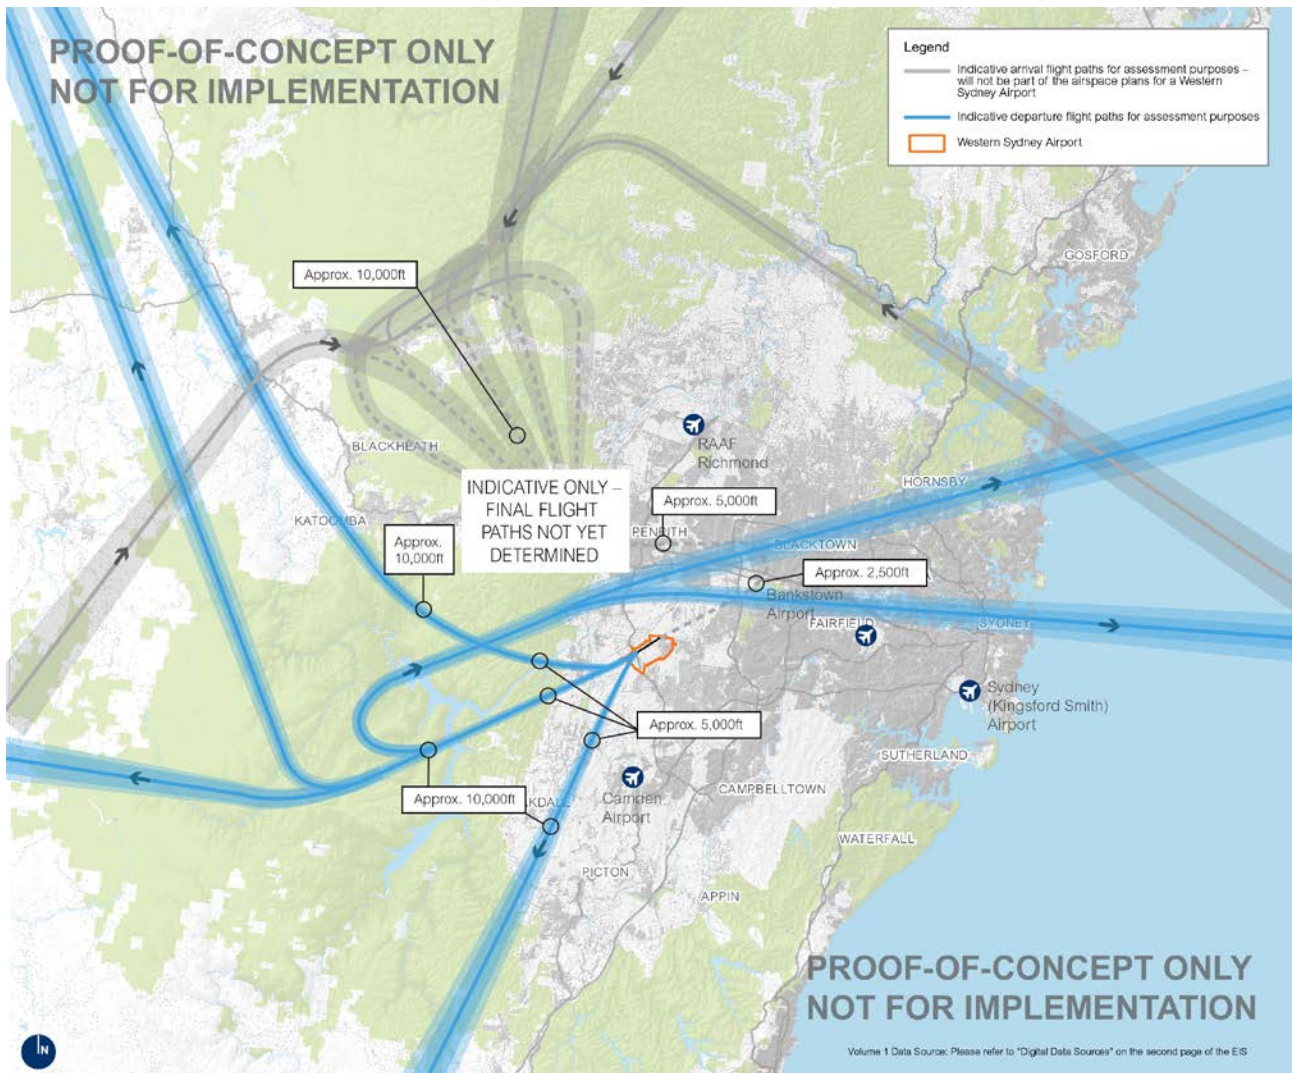 PROOF-OF-CONCEPT ONLY
NOT FOR IMPLEMENTATION
Legend
Indicative arrival flight paths for assessment purposes –
will not be part of the airspace plans for a Western
Sydney Airport
Indicative departure flight paths for assessment purposes
Western Sydney Airport
GOSFORD
Approx. 10,000ft
BLACKHEATH
RAAF
Richmond
HORNSBY
INDICATIVE ONLY –
FINAL FLIGHT
PATHS NOT YET
DETERMINED
Approx. 5,000ft
KATOOMBA
PENRITH
Approx.
10,000ft
BLACKTOWN
Approx. 2,500ft
Bankstown
Airport
FAIRFIELD
SYDNEY
Sydney
(Kingsford Smith)
Airport
Approx. 5,000ft
SUTHERLAND
Approx. 10,000ft
KDALE
Camden
Airport
CAMPBELLTOWN
WATERFALL
PICTON
APPIN
PROOF-OF-CONCEPT ONLY
NOT FOR IMPLEMENTATION
N
Volume 1 Data Source: Please refer to "Digital Data Sources" on the second page of the EIS